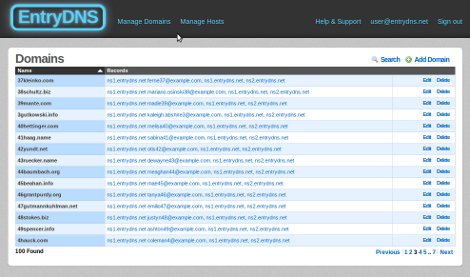 EntryDNS
Manage Domains Manage Hosts Help & Support user@entrydns.net Sign out
Domains Search Add Domain
Name Records
37kleinko.com ns1.entrydns.net ferne37@example.com, ns1.entrydns.net, ns2.entrydns.net Edit Delete
38schultz.biz ns1.entrydns.net mariano.osinski38@example.com, ns1.entrydns.net, ns2.entrydns.net Edit Delete
39mante.com ns1.entrydns.net made39@example.com, ns1.entrydns.net, ns2.entrydns.net Edit Delete
3gutkowski.info ns1.entrydns.net kaleigh.abshire3@example.com, ns1.entrydns.net, ns2.entrydns.net Edit Delete
40hettinger.com ns1.entrydns.net melisa40@example.com, ns1.entrydns.net, ns2.entrydns.net Edit Delete
41haag.name ns1.entrydns.net sabina41@example.com, ns1.entrydns.net, ns2.entrydns.net Edit Delete
42yundt.net ns1.entrydns.net otis42@example.com, ns1.entrydns.net, ns2.entrydns.net Edit Delete
43ruecker.name ns1.entrydns.net dewayne43@example.com, ns1.entrydns.net, ns2.entrydns.net Edit Delete
44baumbach.org ns1.entrydns.net meaghan44@example.com, ns1.entrydns.net, ns2.entrydns.net Edit Delete
45beahan.info ns1.entrydns.net mae45@example.com, ns1.entrydns.net, ns2.entrydns.net Edit Delete
46grantpurdy.org ns1.entrydns.net tanya46@example.com, ns1.entrydns.net, ns2.entrydns.net Edit Delete
47gutmannkuhlman.net ns1.entrydns.net emilio47@example.com, ns1.entrydns.net, ns2.entrydns.net Edit Delete
48stokes.biz ns1.entrydns.net justyn48@example.com, ns1.entrydns.net, ns2.entrydns.net Edit Delete
49spencer.info ns1.entrydns.net ashton49@example.com, ns1.entrydns.net, ns2.entrydns.net Edit Delete
4hauck.com ns1.entrydns.net coleman4@example.com, ns1.entrydns.net, ns2.entrydns.net Edit Delete
100 Found Previous 1 2 3 4 5 .. 7 Next